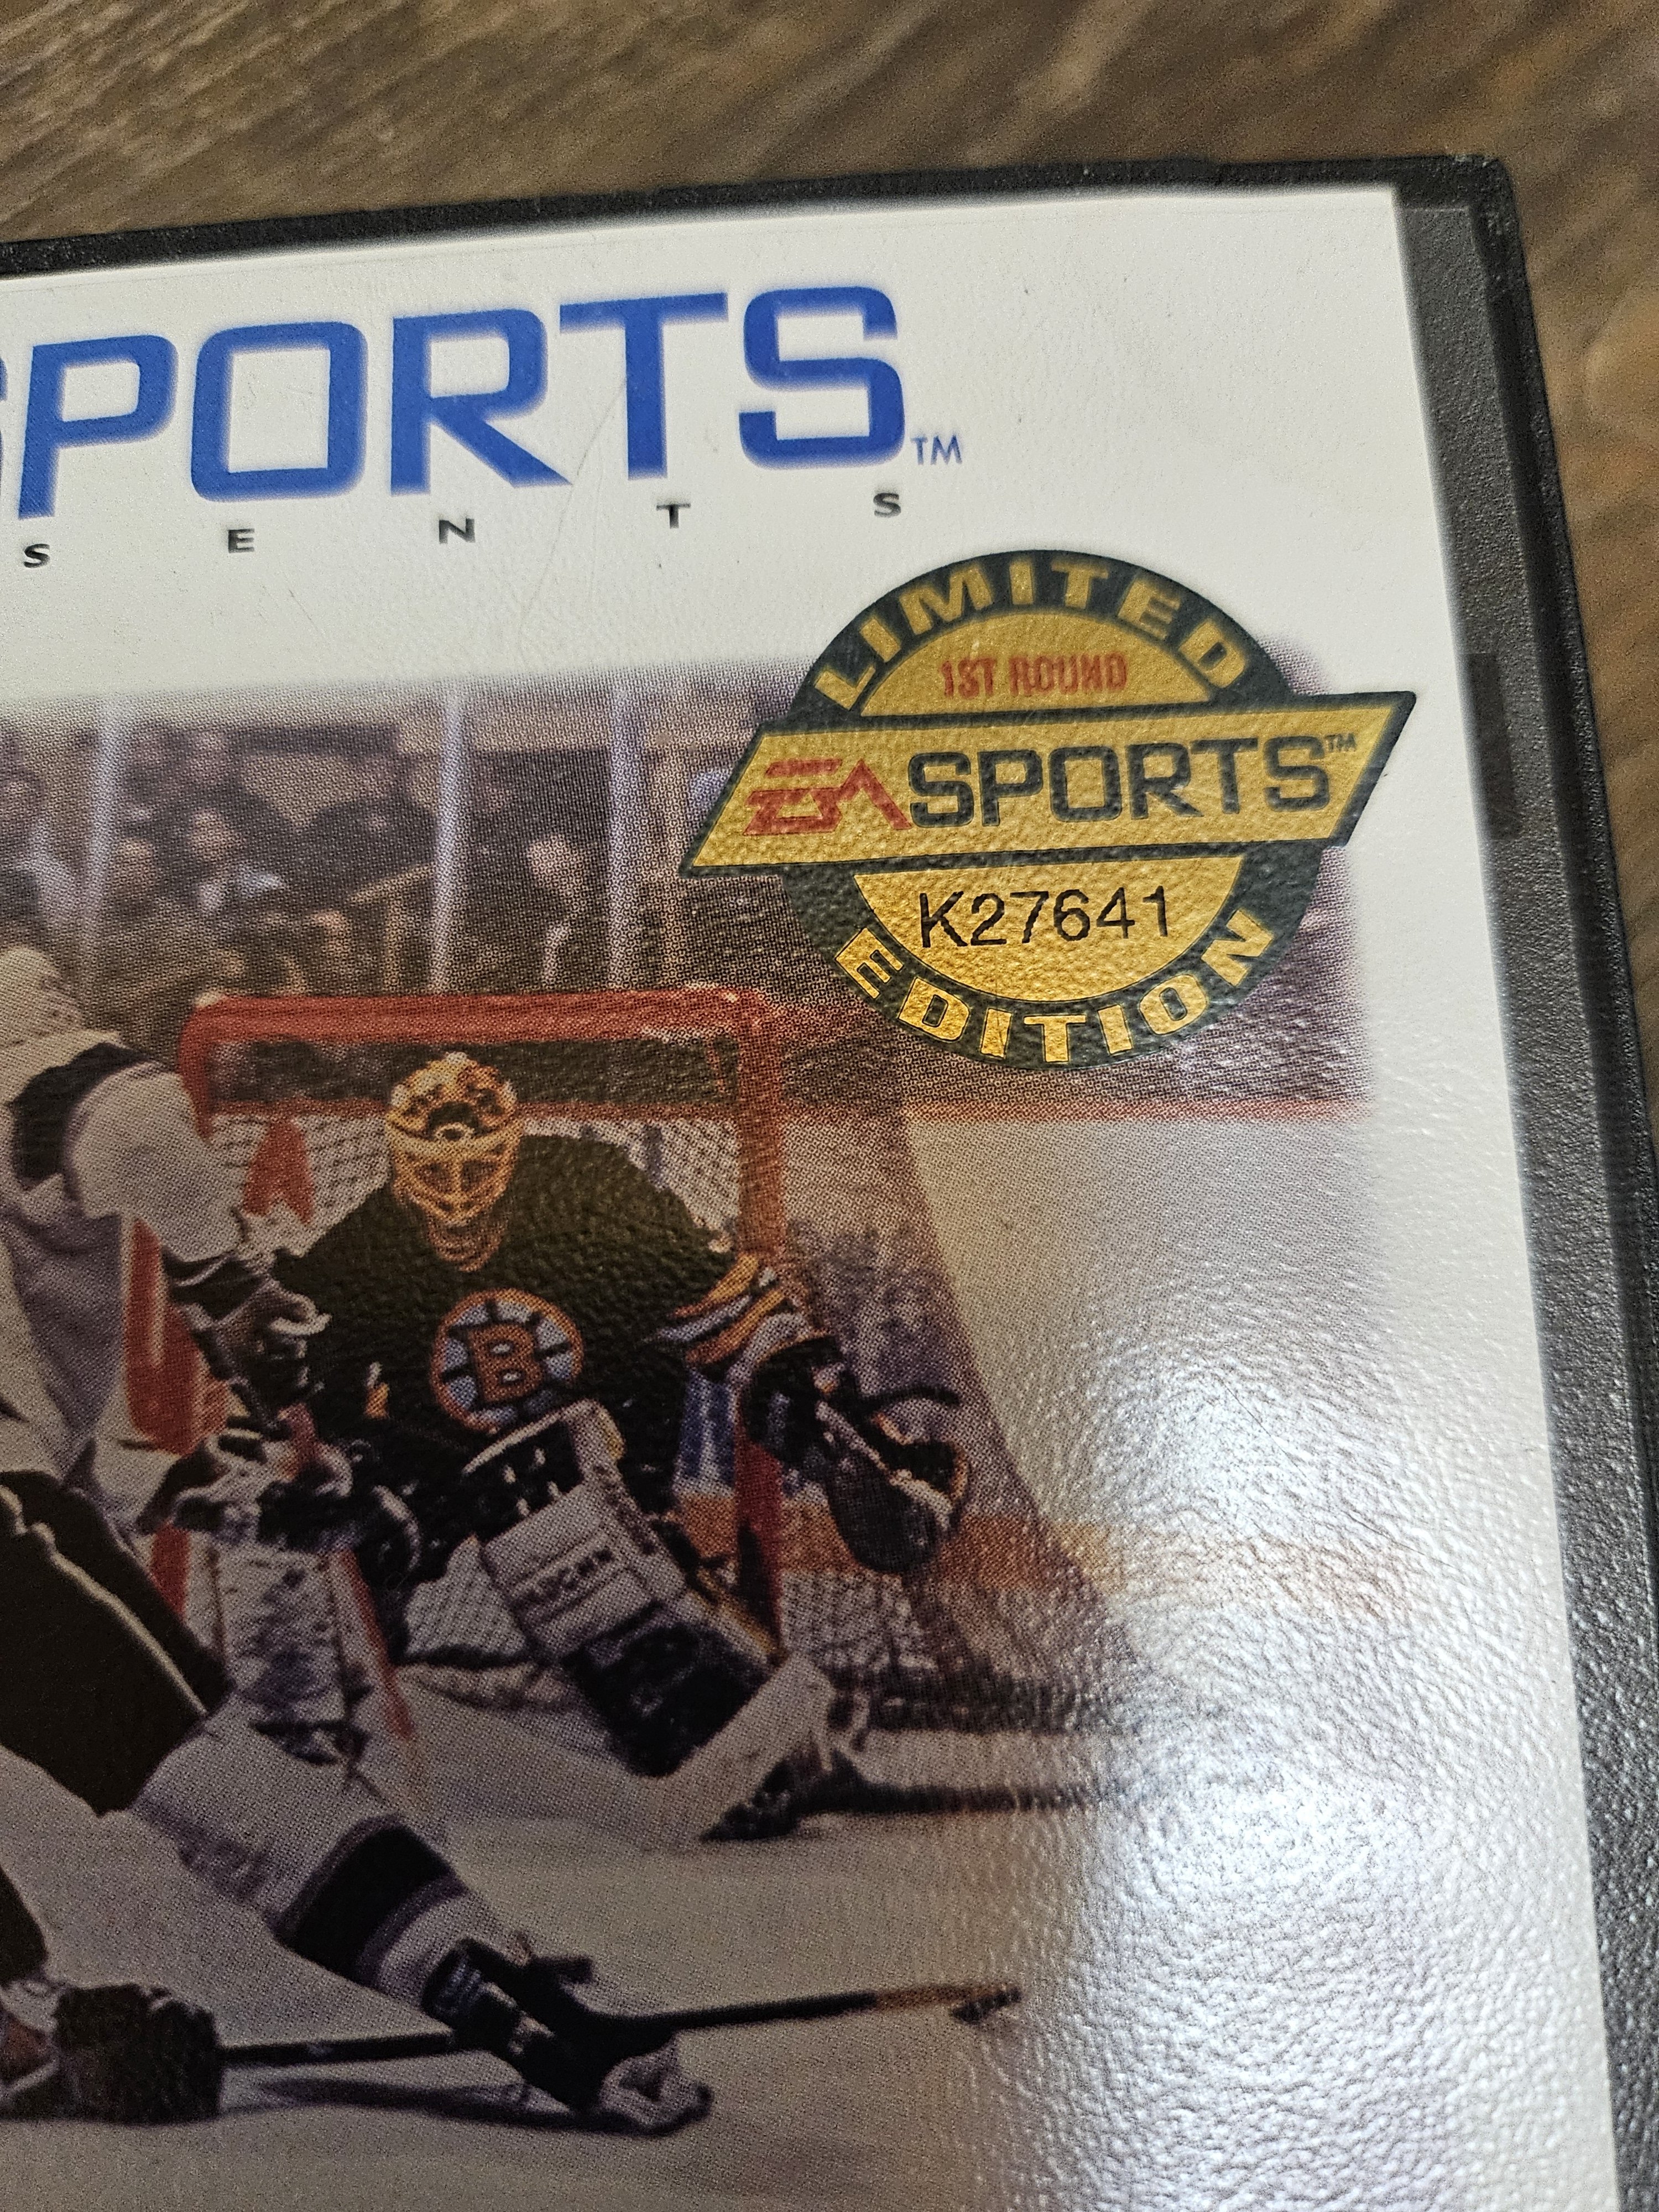 SPORTS™
S E N T S
LIMITED
1ST ROUND
EA SPORTS™
K27641
EDITION
B